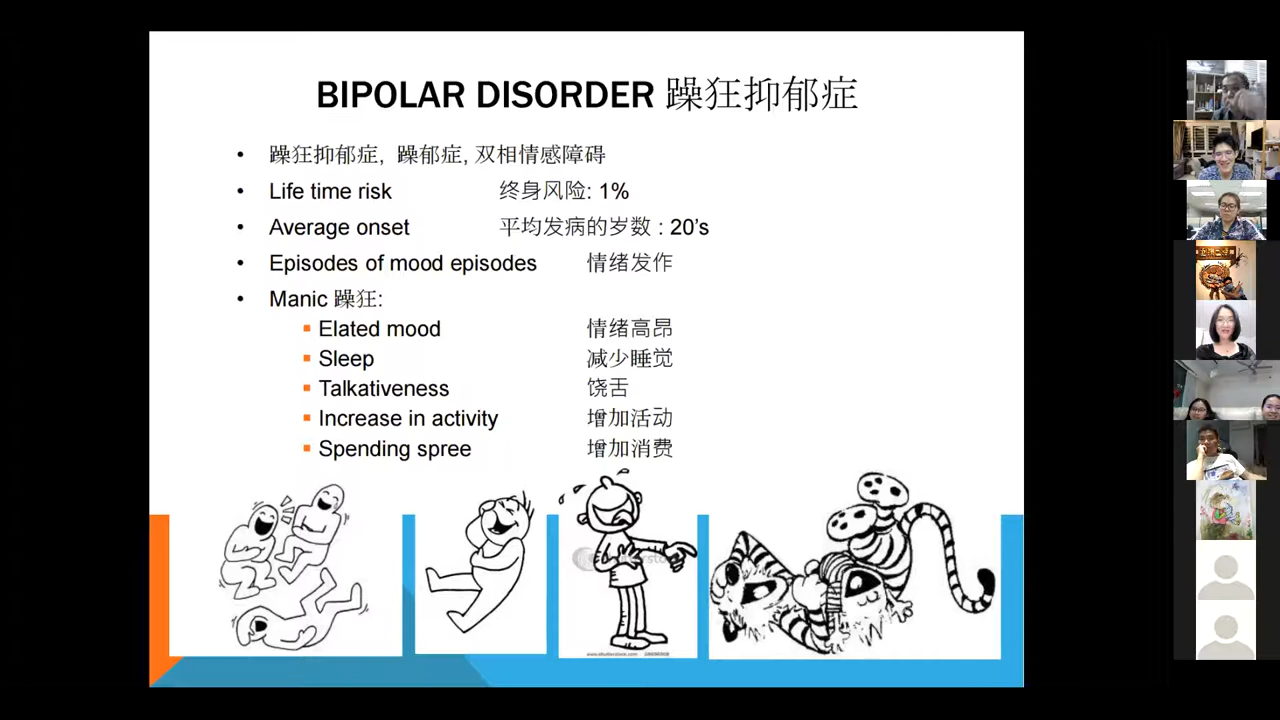 BIPOLAR DISORDER 躁狂抑郁症
• 躁狂抑郁症, 躁郁症, 双相情感障碍
• Life time risk 终身风险: 1%
• Average onset 平均发病的岁数 : 20's
• Episodes of mood episodes 情绪发作
• Manic 躁狂:
Elated mood 情绪高昂
Sleep 减少睡觉
Talkativeness 饶舌
Increase in activity 增加活动
Spending spree 增加消费
www.shutterstock.com